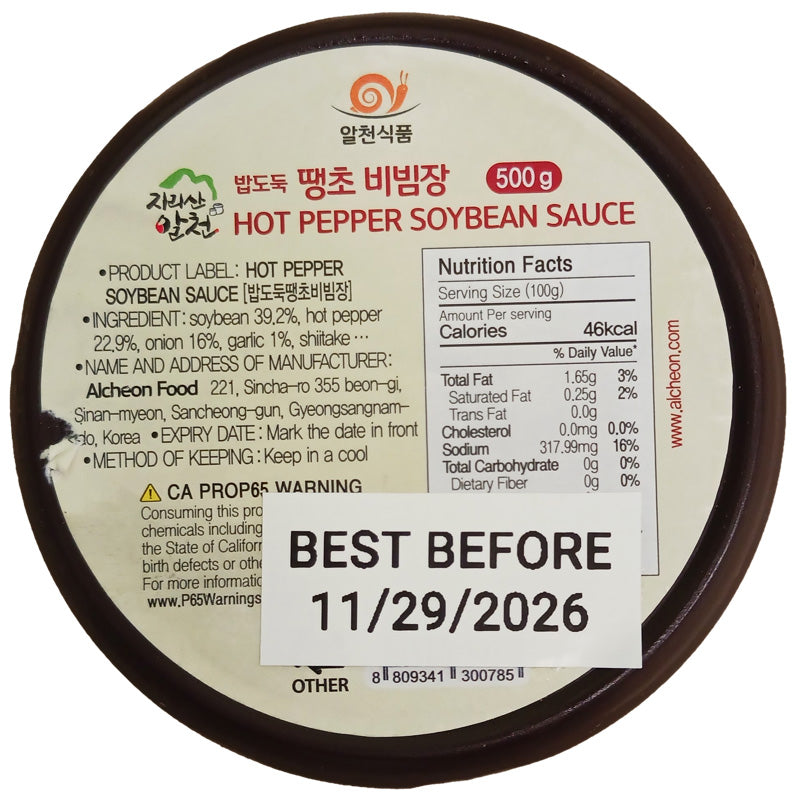 알천식품
지리산
알천
밥도둑 땡초 비빔장 500g
HOT PEPPER SOYBEAN SAUCE
•PRODUCT LABEL: HOT PEPPER
SOYBEAN SAUCE [밥도둑땡초비빔장]
•INGREDIENT: soybean 39,2%, hot pepper
22,9%, onion 16%, garlic 1%, shiitake ···
•NAME AND ADDRESS OF MANUFACTURER:
Alcheon Food 221, Sincha-ro 355 beon-gi,
Sinan-myeon, Sancheong-gun, Gyeongsangnam-
do, Korea •EXPIRY DATE: Mark the date in front
•METHOD OF KEEPING: Keep in a cool
⚠ CA PROP65 WARNING
Consuming this pro
chemicals including
the State of Californ
birth defects or othe
For more informatio
www.P65Warnings
Nutrition Facts
Serving Size (100g)
Amount Per serving
Calories 46kcal
% Daily Value*
Total Fat 1.65g 3%
Saturated Fat 0.25g 2%
Trans Fat 0.0g
Cholesterol 0.0mg 0.0%
Sodium 317.99mg 16%
Total Carbohydrate 0g 0%
Dietary Fiber 0g 0%
www.alcheon.com
BEST BEFORE
11/29/2026
OTHER
8 809341 300785